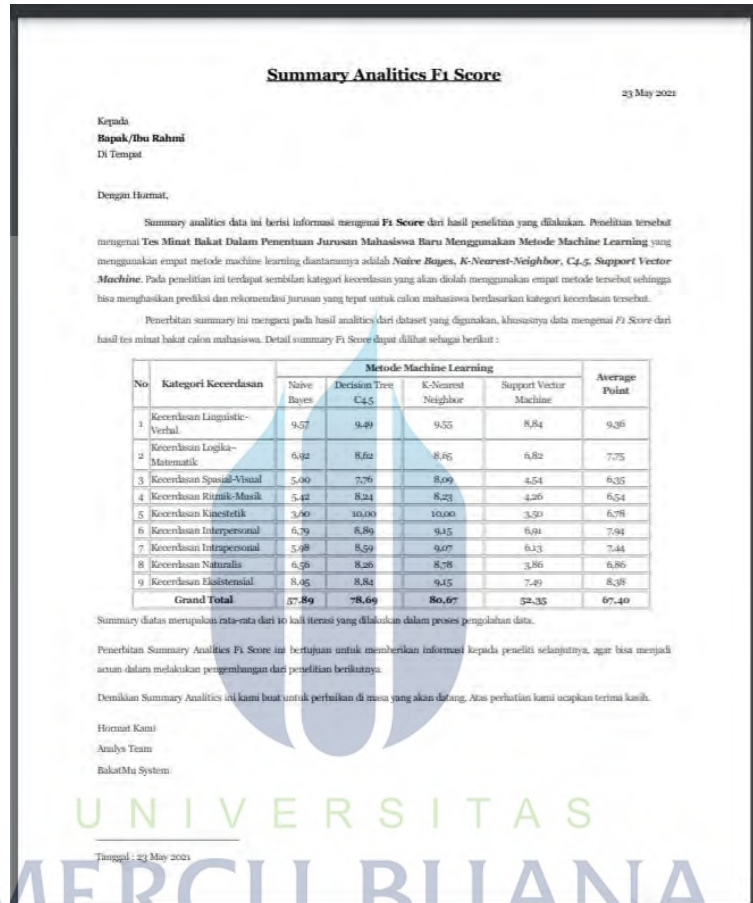 Summary Analitics F1 Score
23 May 2021
Kepada
Bapak/Ibu Rahmi
Di Tempat
Dengan Hormat,
Summary analitics data ini berisi informasi mengenai F1 Score dari hasil penelitian yang dilakukan. Penelitian tersebut
mengenai Tes Minat Bakat Dalam Penentuan Jurusan Mahasiswa Baru Menggunakan Metode Machine Learning yang
menggunakan empat metode machine learning diantaranya adalah Naive Bayes, K-Nearest-Neighbor, C4.5, Support Vector
Machine. Pada penelitian ini terdapat sembilan kategori kecerdasan yang akan diolah menggunakan empat metode tersebut sehingga
bisa menghasikan prediksi dan rekomendasi jurusan yang tepat untuk calon mahasiswa berdasarkan kategori kecerdasan tersebut.
Penerbitan summary ini mengacu pada hasil analitics dari dataset yang digunakan, khususnya data mengenai F1 Score dari
hasil tes minat bakat calon mahasiswa. Detail summary F1 Score dapat dilihat sebagai berikut :
No Kategori Kecerdasan Metode Machine Learning Average Point
Naive Bayes Decision Tree C4.5 K-Nearest Neighbor Support Vector Machine
1 Kecerdasan Linguistic-Verbal 9,57 9,49 9,55 8,84 9,36
2 Kecerdasan Logika-Matematik 6,92 8,62 8,65 6,82 7,75
3 Kecerdasan Spasial-Visual 5,00 7,76 8,09 4,54 6,35
4 Kecerdasan Ritmik-Musik 5,42 8,24 8,23 4,26 6,54
5 Kecerdasan Kinestetik 3,60 10,00 10,00 3,50 6,78
6 Kecerdasan Interpersonal 6,79 8,89 9,15 6,91 7,94
7 Kecerdasan Intrapersonal 5,98 8,59 9,07 6,13 7,44
8 Kecerdasan Naturalis 6,56 8,26 8,78 3,86 6,86
9 Kecerdasan Eksistensial 8,05 8,84 9,15 7,49 8,38
Grand Total 57,89 78,69 80,67 52,35 67,40
Summary diatas merupakan rata-rata dari 10 kali iterasi yang dilakukan dalam proses pengolahan data.
Penerbitan Summary Analitics F1 Score ini bertujuan untuk memberikan informasi kepada peneliti selanjutnya, agar bisa menjadi
acuan dalam melakukan pengembangan dari penelitian berikutnya.
Demikian Summary Analitics ini kami buat untuk perbaikan di masa yang akan datang. Atas perhatian kami ucapkan terima kasih.
Hormat Kami
Analys Team
BakatMu System
UNIVERSITAS
Tanggal : 23 May 2021
MERCU BUANA